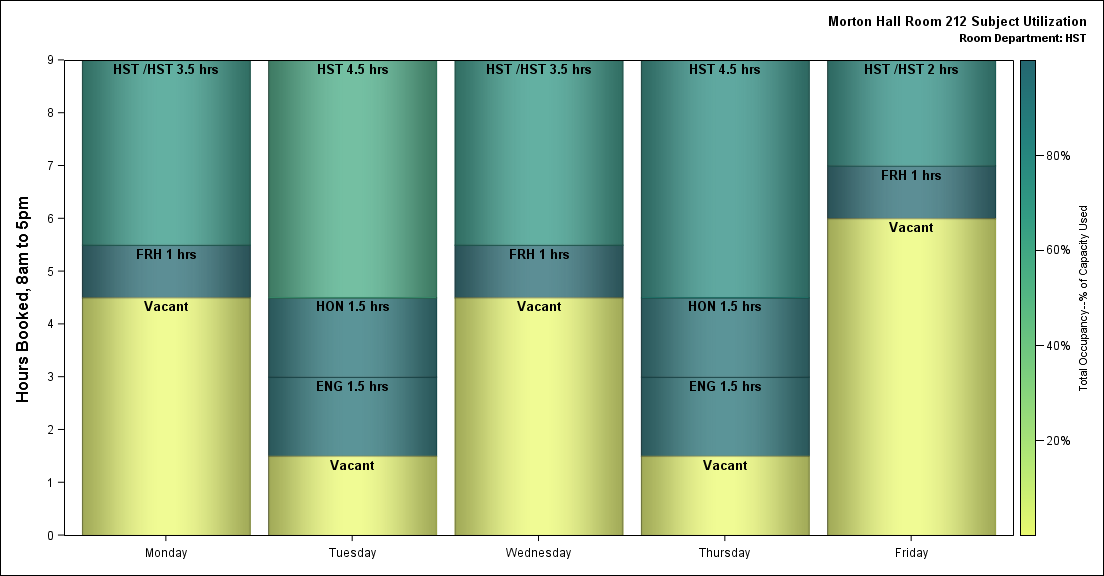 Morton Hall Room 212 Subject Utilization
Room Department: HST
Hours Booked, 8am to 5pm
9
8
7
6
5
4
3
2
1
0
HST /HST 3.5 hrs
FRH 1 hrs
Vacant
HST 4.5 hrs
HON 1.5 hrs
ENG 1.5 hrs
Vacant
HST /HST 3.5 hrs
FRH 1 hrs
Vacant
HST 4.5 hrs
HON 1.5 hrs
ENG 1.5 hrs
Vacant
HST /HST 2 hrs
FRH 1 hrs
Vacant
Monday
Tuesday
Wednesday
Thursday
Friday
80%
60%
40%
20%
Total Occupancy--% of Capacity Used